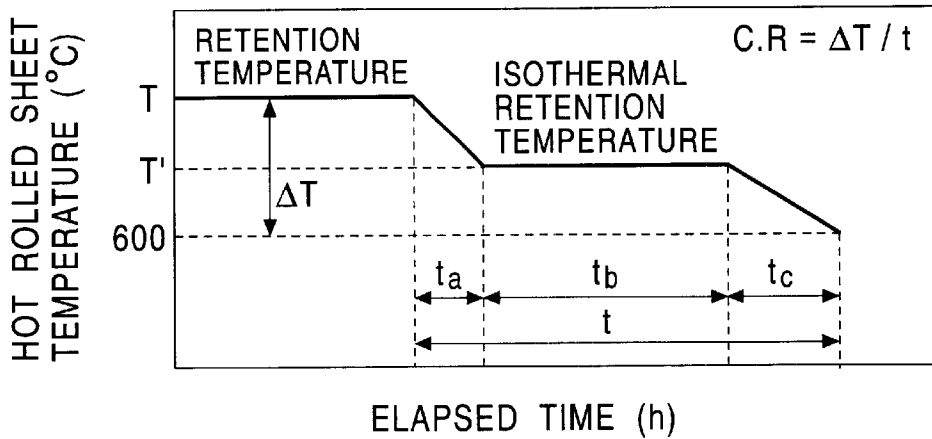 HOT ROLLED SHEET
TEMPERATURE (°C)
RETENTION
TEMPERATURE
C.R = ΔT / t
ISOTHERMAL
RETENTION
TEMPERATURE
T
T'
ΔT
600
ta
tb
tc
t
ELAPSED TIME (h)